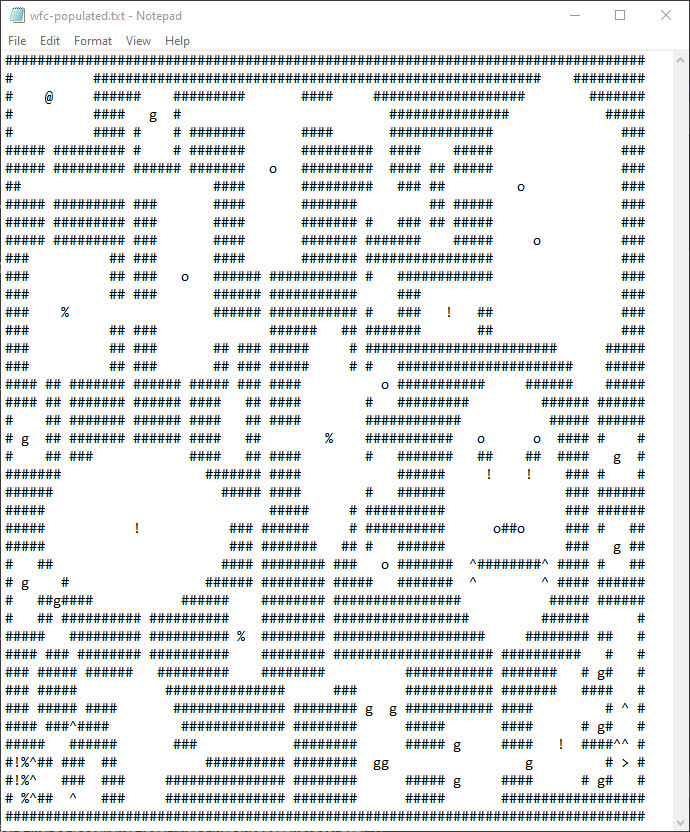 wfc-populated.txt - Notepad
File Edit Format View Help
################################################################################
#          ########################################################    #########
#    @     ######    #########       ####     ###################        #######
#          ####   g  #                          ###############            #####
#          #### #    # #######       ####       #############                ###
##### ######### #    # #######       #########  ####    #####                ###
##### ######### ###### #######   o   #########  #### ## #####                ###
##                        ####       #########   ### ##         o            ###
##### ######### ###       ####       #######         ## #####                ###
##### ######### ###       ####       ####### #   ### ## #####                ###
##### ######### ###       ####       ####### #######    #####     o          ###
###          ## ###       ####       ####### ################                ###
###          ## ###   o   ###### ########### #   ############                ###
###          ## ###       ###### ###########     ###                         ###
###    %                  ###### ########### #   ###   !   ##                ###
###          ## ###              ######   ## #######       ##                ###
###          ## ###       ## ### #####     # ########################      #####
###          ## ###       ## ### #####     # #   ######################    #####
#### ## ####### ###### ##### ### ####          o ###########     ######    #####
#### ## ####### ###### ####   ## ####        #   #########         ###### ######
#    ## ####### ###### ####   ## ####        ############           ##### ######
# g  ## ####### ###### ####   ##        %    ###########   o      o  #### #    #
#    ## ###            ####   ## ####        #   #######   ##    ##  ####   g  #
#######                  ####### ####            ######     !    !    ### #    #
######                     ##### ####        #   ######               ### ######
#####                            #####     # ##########               ### ######
#####           !           ### ######     # ##########      o##o     ### #   ##
#####                       ### #######   ## #   ######               ###   g ##
#   ##                     #### ######## ###   o #######  ^########^ #### #   ##
# g    #                 ###### ######## #####   #######  ^        ^ #### ######
#   ##g####           ######    ######## ################           ##### ######
#   ## ########## ##########    ######## #################         ######      #
#####   ######### ########## %  ######## ###################     ######## ##   #
#### ### ######## ##########    ######## #################### ##########   #   #
### ##### ######   #########    ########          ########### #######   # g#   #
### #####           ###############      ###      ########### #######   ####   #
### ##### ####       ############## ######## g  g ########### ####         # ^ #
#### ###^####         ############# ########      #####       ####      # g#   #
#####   ######       ###            ########      ##### g     ####   !  ####^^ #
#!%^## ###  ##           ########## ########  gg                 g         # > #
#!%^   ###  ###     ############### ########      ##### g     ####      # g#   #
# %^##  ^   ###     ############### ########      #####       ##################
################################################################################